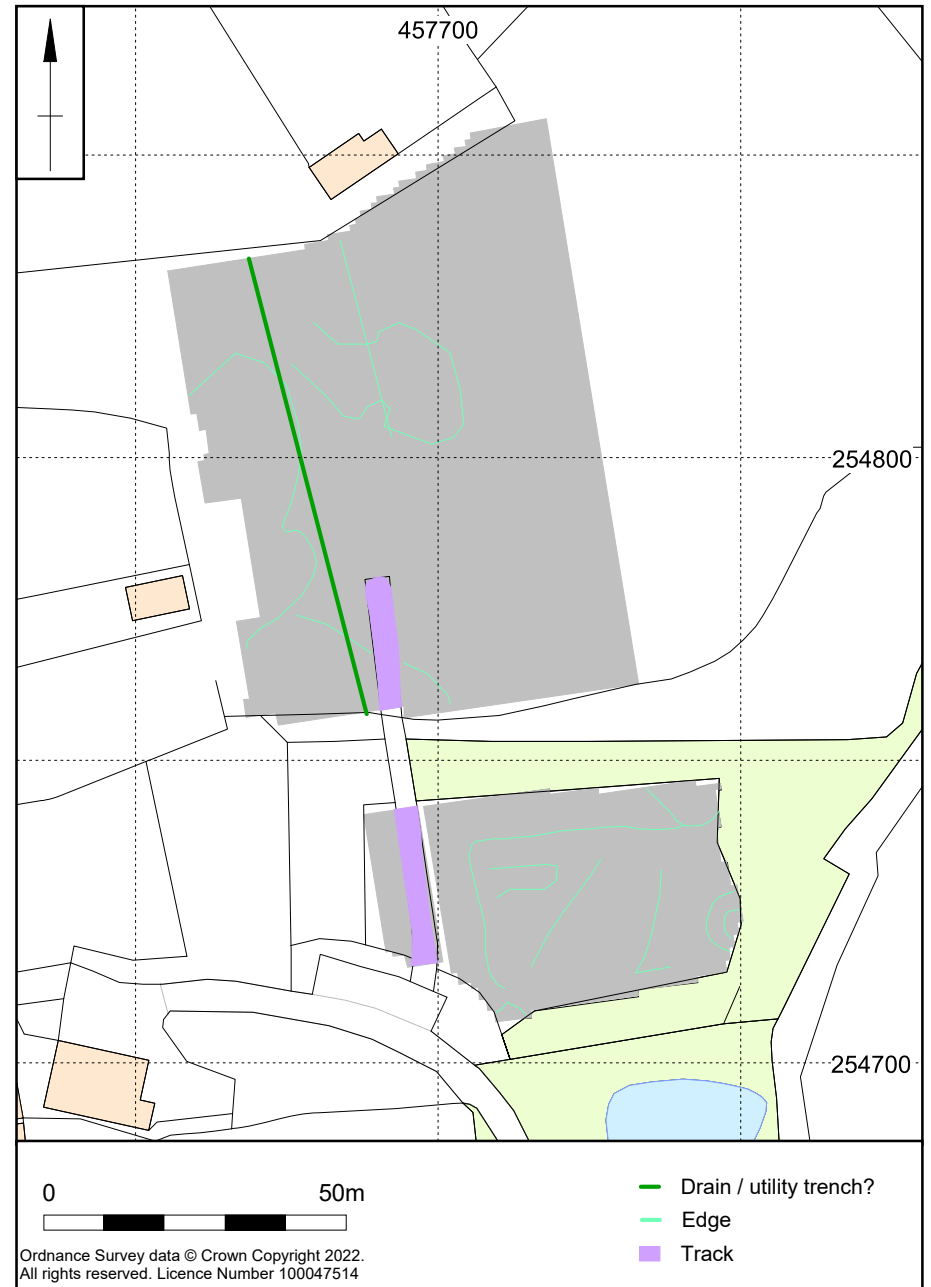 457700
254800
254700
0 50m
Ordnance Survey data © Crown Copyright 2022.
All rights reserved. Licence Number 100047514
Drain / utility trench?
Edge
Track